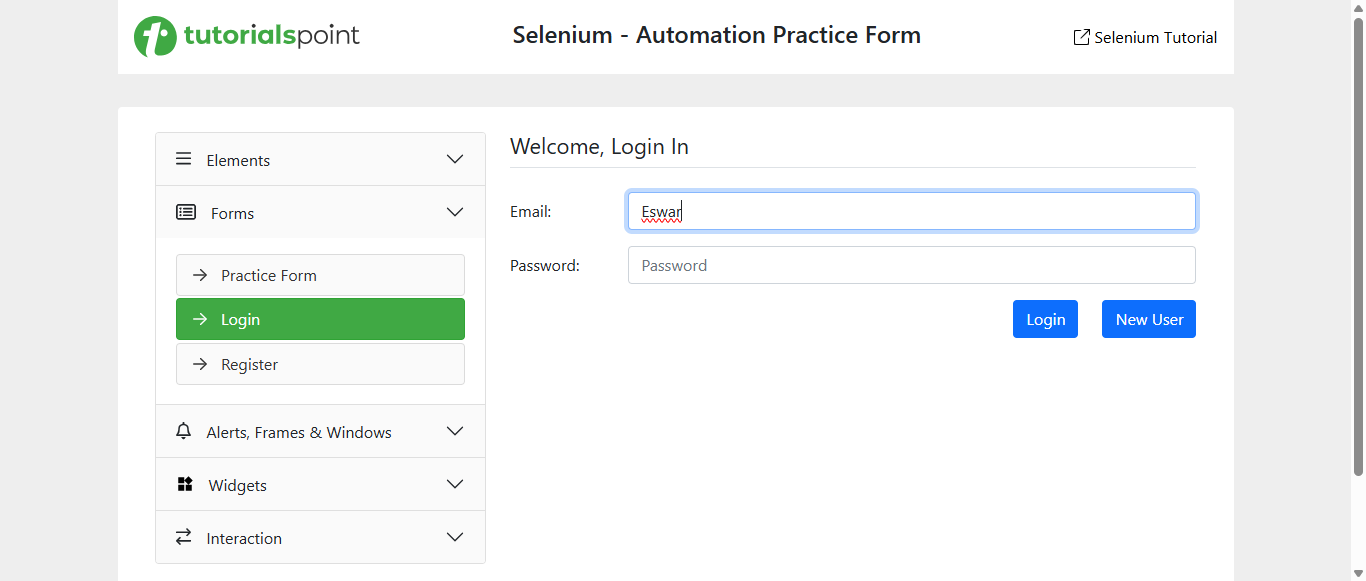 tutorialspoint
Selenium - Automation Practice Form
Selenium Tutorial
Elements
Forms
Practice Form
Login
Register
Alerts, Frames & Windows
Widgets
Interaction
Welcome, Login In
Email:
Eswar
Password:
Password
Login
New User